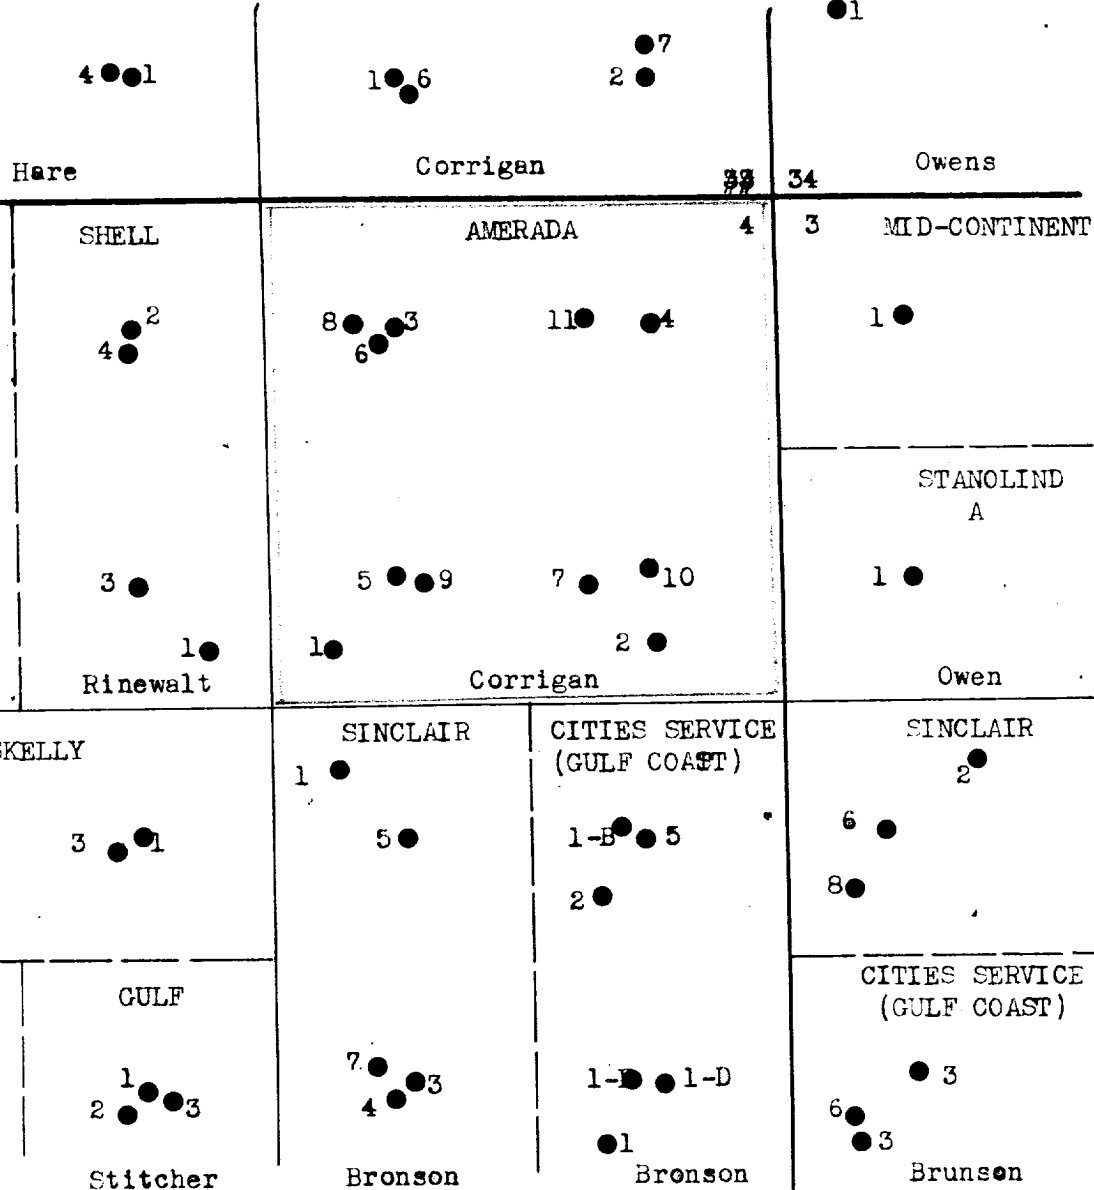 1
7
4 1
1 6
2
Hare
Corrigan
Owens
33 34
SHELL
AMERADA
4 3
MID-CONTINENT
2
4
8 3
6
11 4
1
STANOLIND
A
3
5 9
7 10
1
1
1
2
Rinewalt
Corrigan
Owen
SKELLY
SINCLAIR
CITIES SERVICE
(GULF COAST)
SINCLAIR
1
2
3 1
5
1-B 5
6
2
8
GULF
CITIES SERVICE
(GULF COAST)
1
2 3
7
3
4
1-D
1
3
6
3
Stitcher
Bronson
Bronson
Brunson